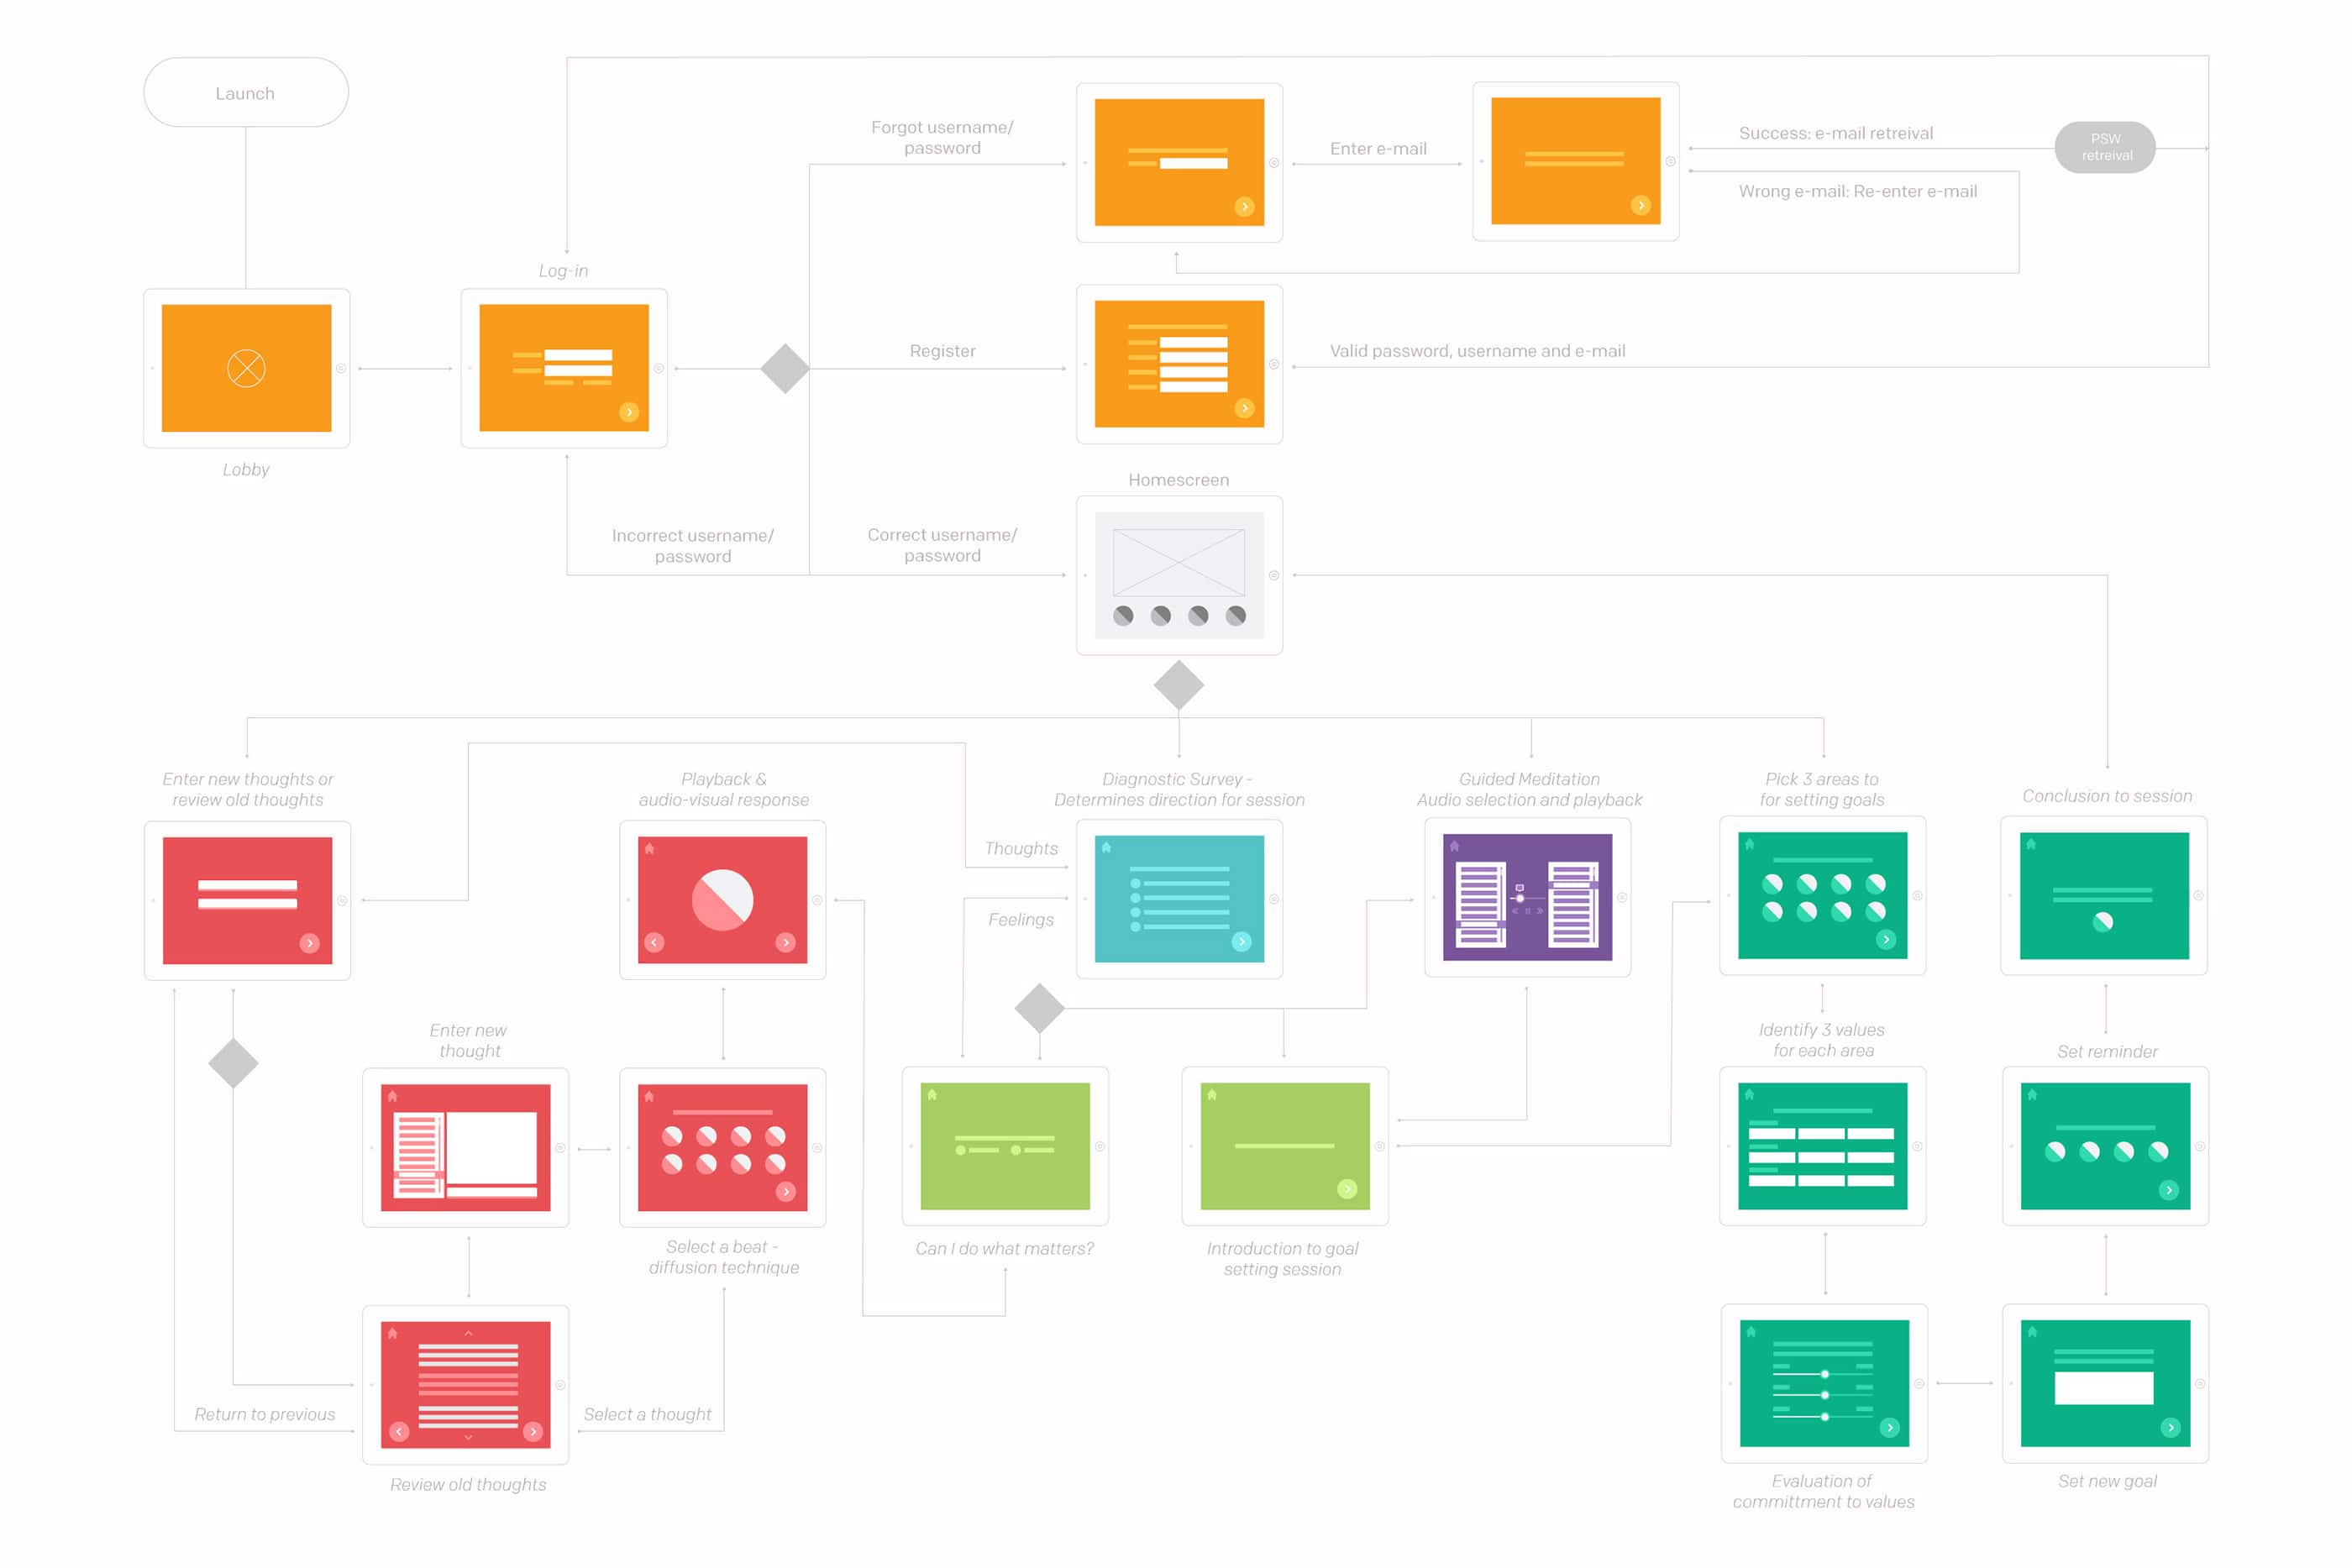 Launch
Forgot username/
password
Enter e-mail
Success: e-mail retreival
PSW
retreival
Wrong e-mail: Re-enter e-mail
Log-in
Register
Valid password, username and e-mail
Lobby
Homescreen
Incorrect username/
password
Correct username/
password
Enter new thoughts or
review old thoughts
Playback &
audio-visual response
Diagnostic Survey -
Determines direction for session
Guided Meditation
Audio selection and playback
Pick 3 areas to
for setting goals
Conclusion to session
Thoughts
Feelings
Enter new
thought
Identify 3 values
for each area
Set reminder
Select a beat -
diffusion technique
Can I do what matters?
Introduction to goal
setting session
Return to previous
Select a thought
Review old thoughts
Evaluation of
committment to values
Set new goal